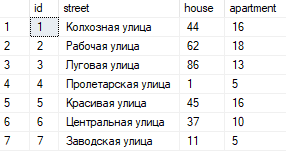 id street house apartment
1 1 Колхозная улица 44 16
2 2 Рабочая улица 62 18
3 3 Луговая улица 86 13
4 4 Пролетарская улица 1 5
5 5 Красивая улица 45 16
6 6 Центральная улица 37 10
7 7 Заводская улица 11 5